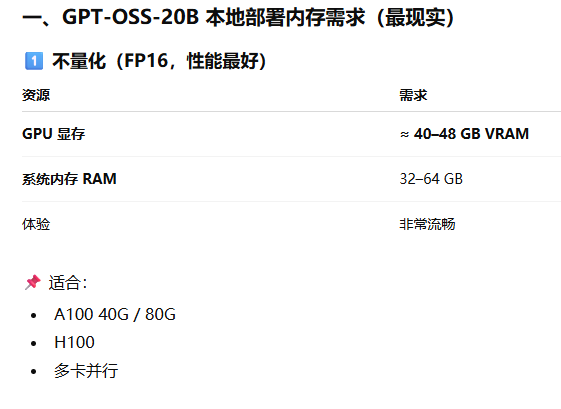 一、GPT-OSS-20B 本地部署内存需求（最现实）
1️⃣ 不量化（FP16，性能最好）
资源 需求
GPU 显存 ≈ 40–48 GB VRAM
系统内存 RAM 32–64 GB
体验 非常流畅
📌 适合：
• A100 40G / 80G
• H100
• 多卡并行